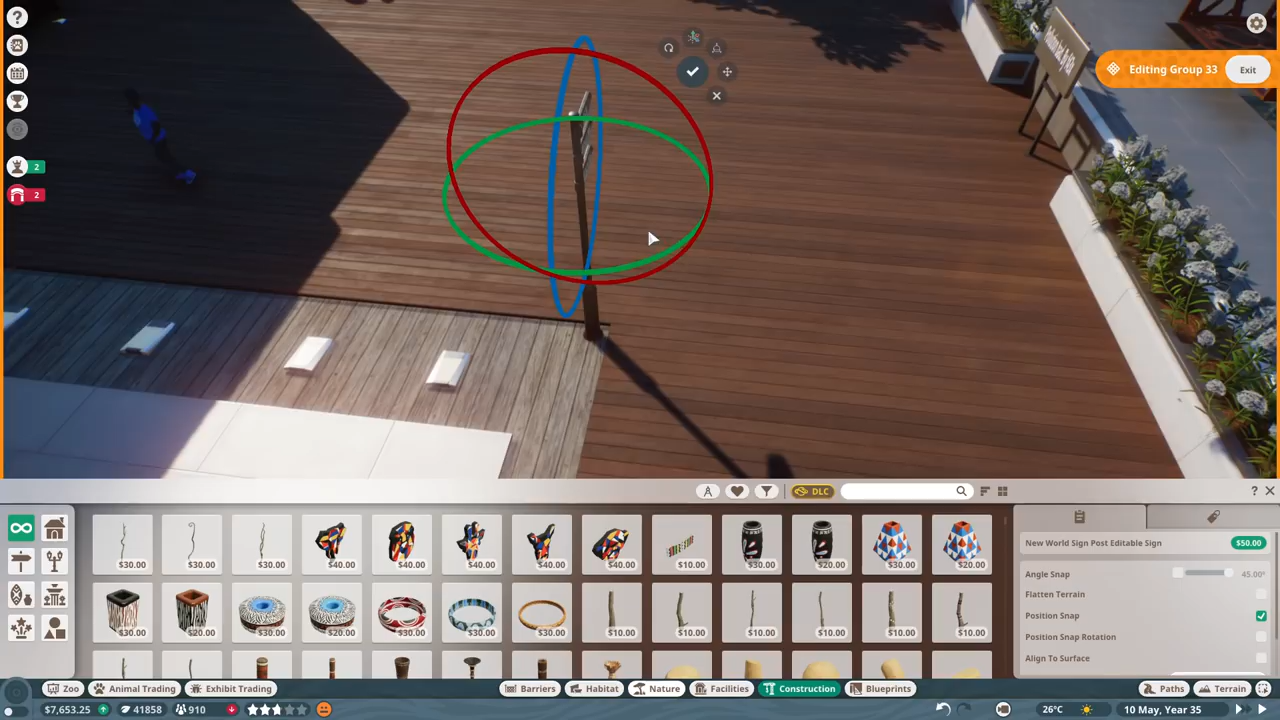 Editing Group 33
Exit
2
2
DLC
$30.00 $30.00 $30.00 $40.00 $40.00 $40.00 $40.00 $40.00 $10.00 $30.00 $20.00 $30.00 $20.00
$30.00 $20.00 $30.00 $20.00 $30.00 $30.00 $30.00 $10.00 $10.00 $10.00 $10.00 $10.00 $10.00
New World Sign Post Editable Sign $50.00
Angle Snap 45.00°
Flatten Terrain
Position Snap
Position Snap Rotation
Align To Surface
Zoo Animal Trading Exhibit Trading Barriers Habitat Nature Facilities Construction Blueprints Paths Terrain
$7,653.25 41858 910 26°C 10 May, Year 35